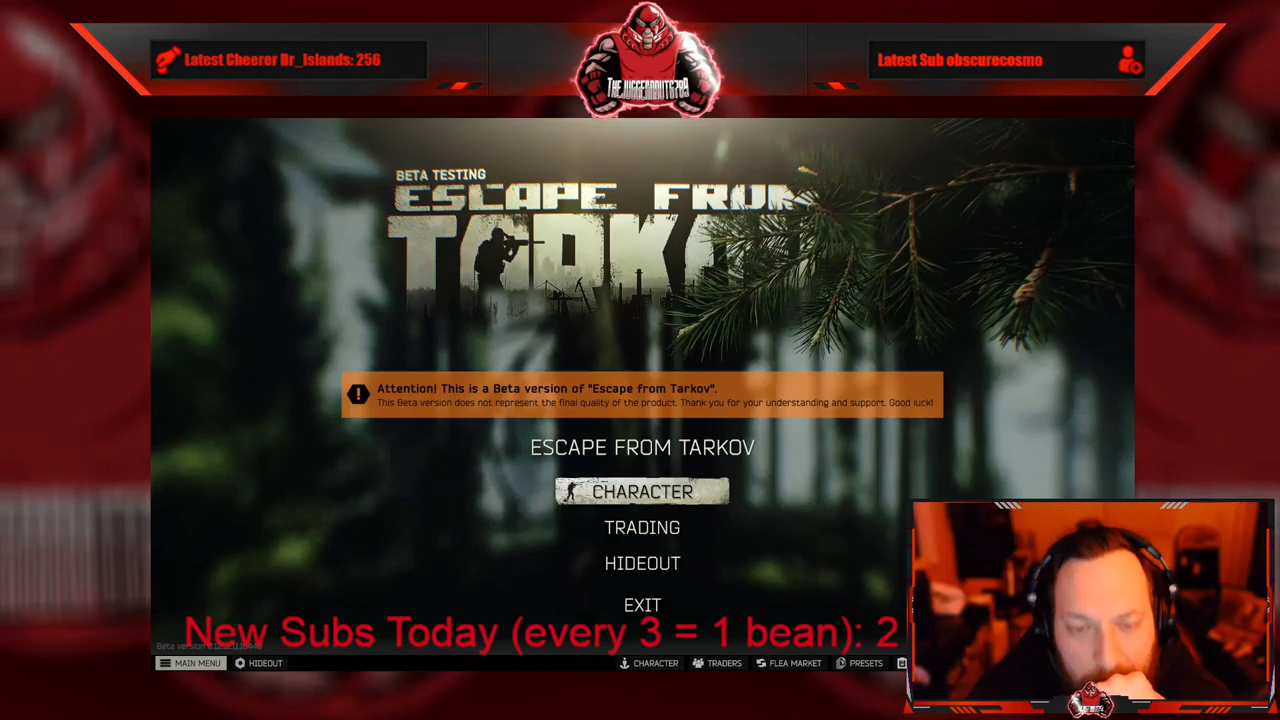 Latest Cheerer Dr_Islands: 256
THEJUGGERNAUT6789
Latest Sub obscurecosmo
BETA TESTING
ESCAPE FROM
TARKOV
Attention! This is a Beta version of "Escape from Tarkov".
This Beta version does not represent the final quality of the product. Thank you for your understanding and support. Good luck!
ESCAPE FROM TARKOV
CHARACTER
TRADING
HIDEOUT
EXIT
New Subs Today (every 3 = 1 bean): 2
Beta version
MAIN MENU
HIDEOUT
CHARACTER
TRADERS
FLEA MARKET
PRESETS